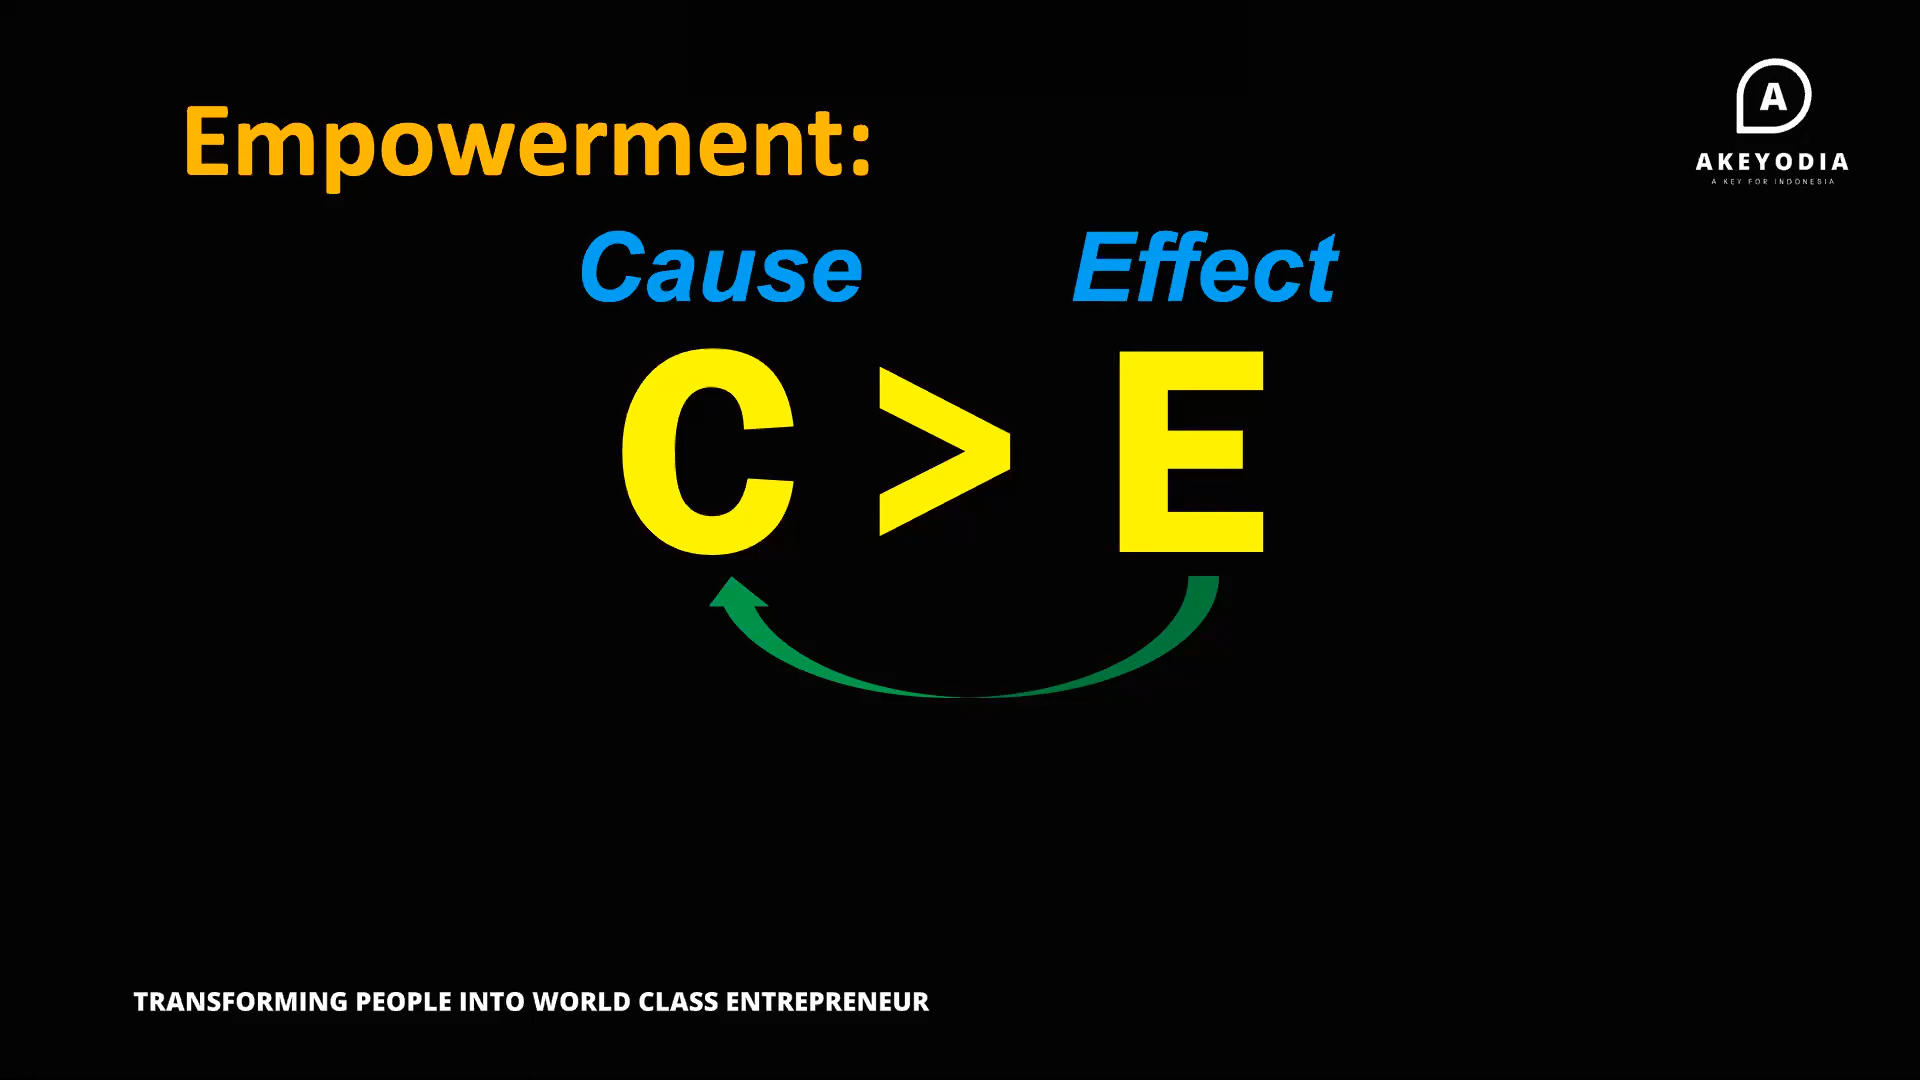 Empowerment:
A
AKEYODIA
A KEY FOR INDONESIA
Cause Effect
C > E
TRANSFORMING PEOPLE INTO WORLD CLASS ENTREPRENEUR